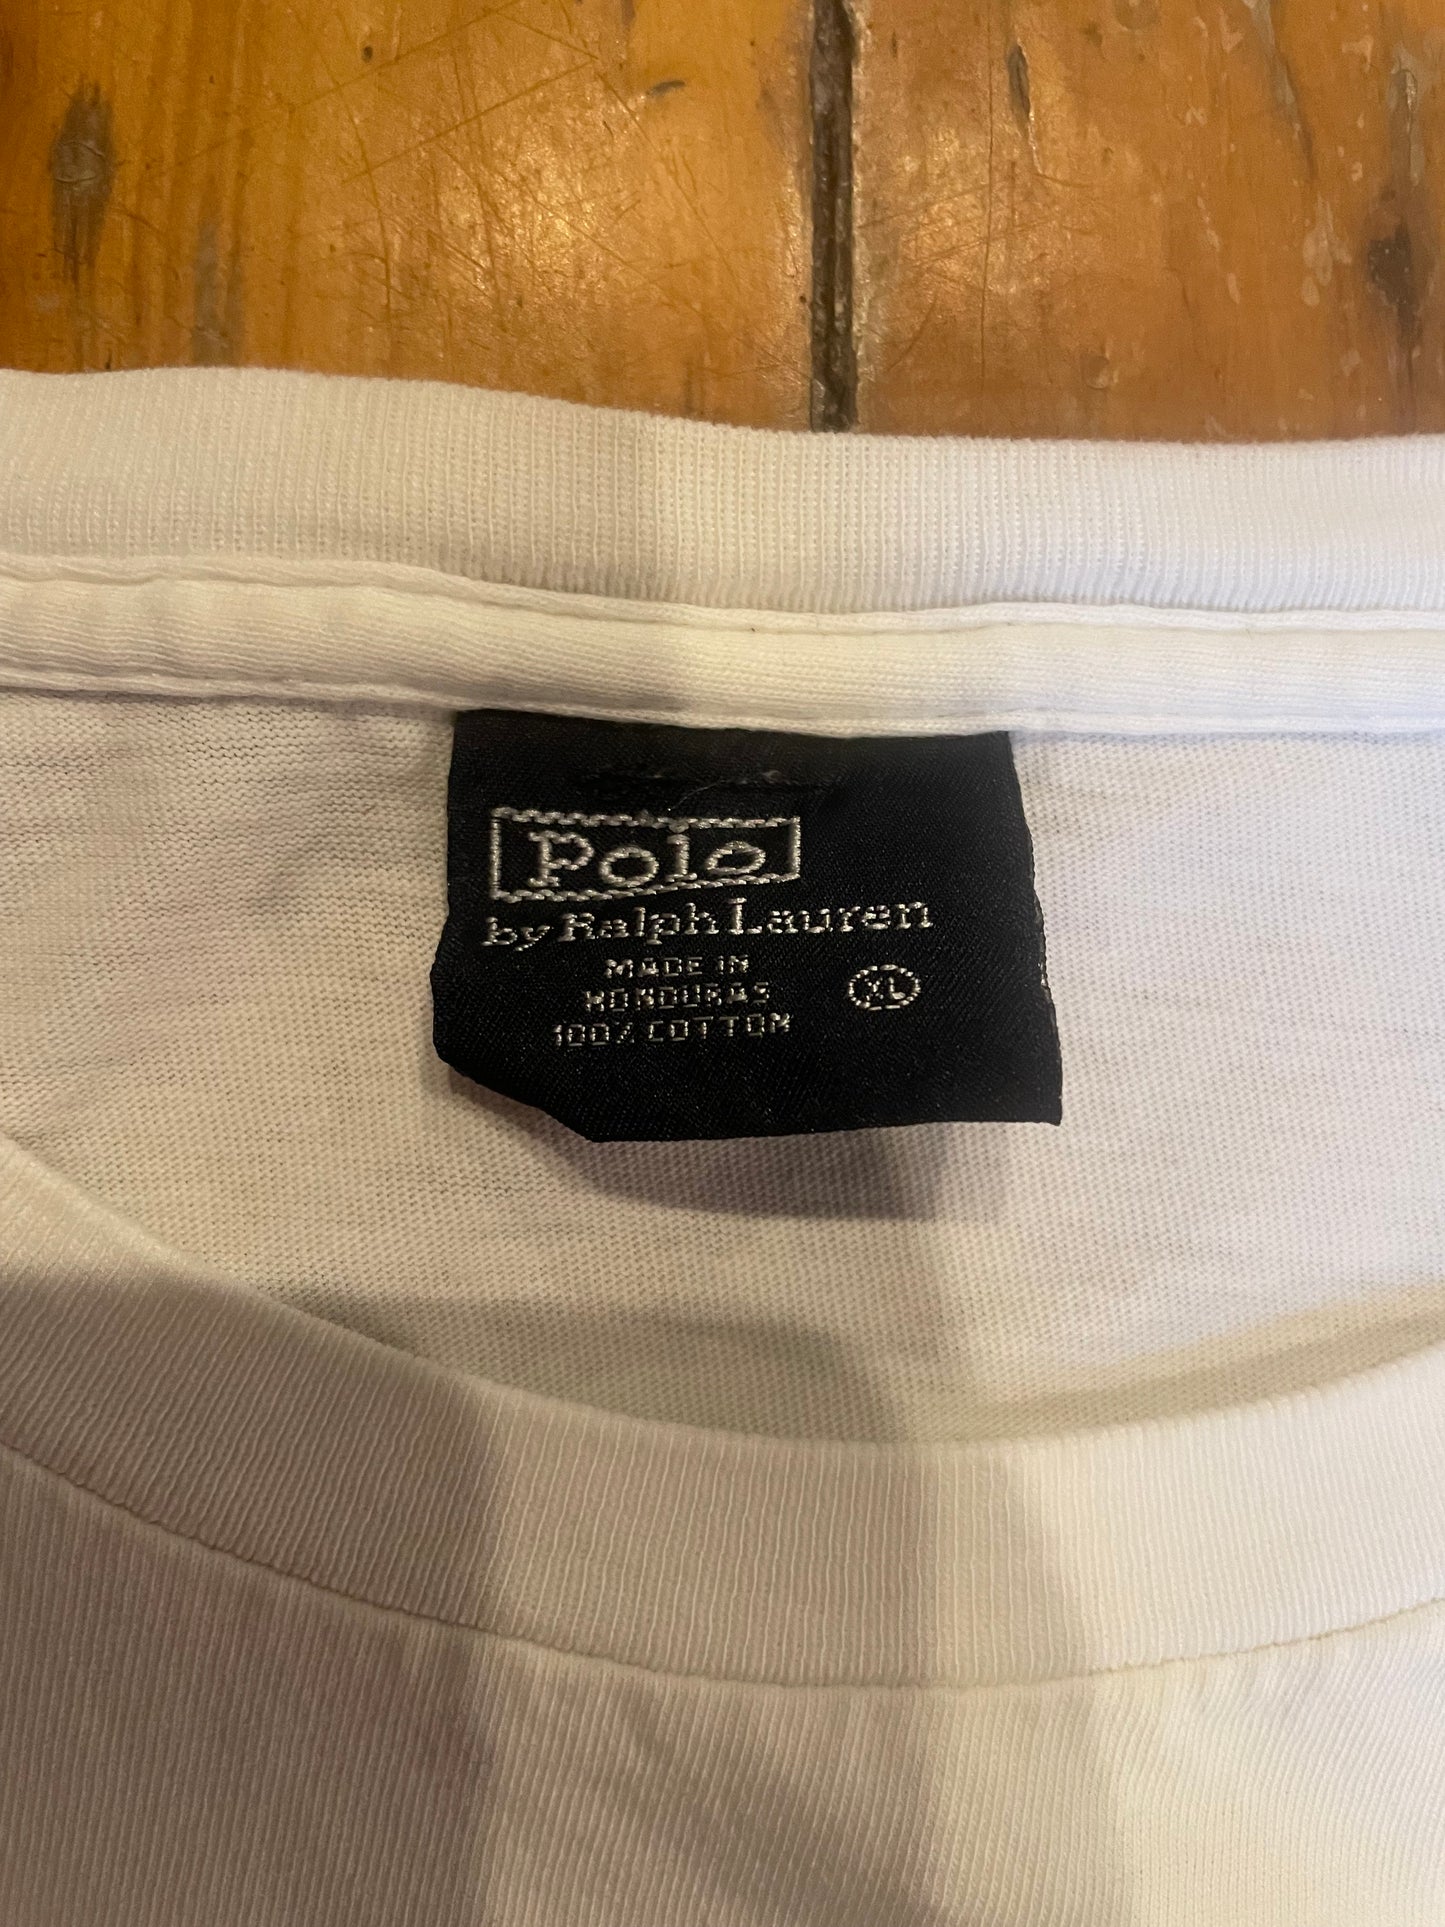 Polo
by Ralph Lauren
MADE IN
HONDURAS
100% COTTON
XL